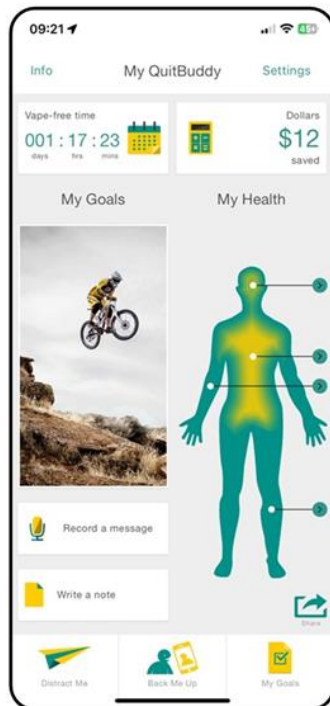 09:21
45
Info
My QuitBuddy
Settings
Vape-free time
001 : 17 : 23
days hrs mins
Dollars
$12
saved
My Goals
My Health
Record a message
Write a note
Share
Distract Me
Back Me Up
My Goals